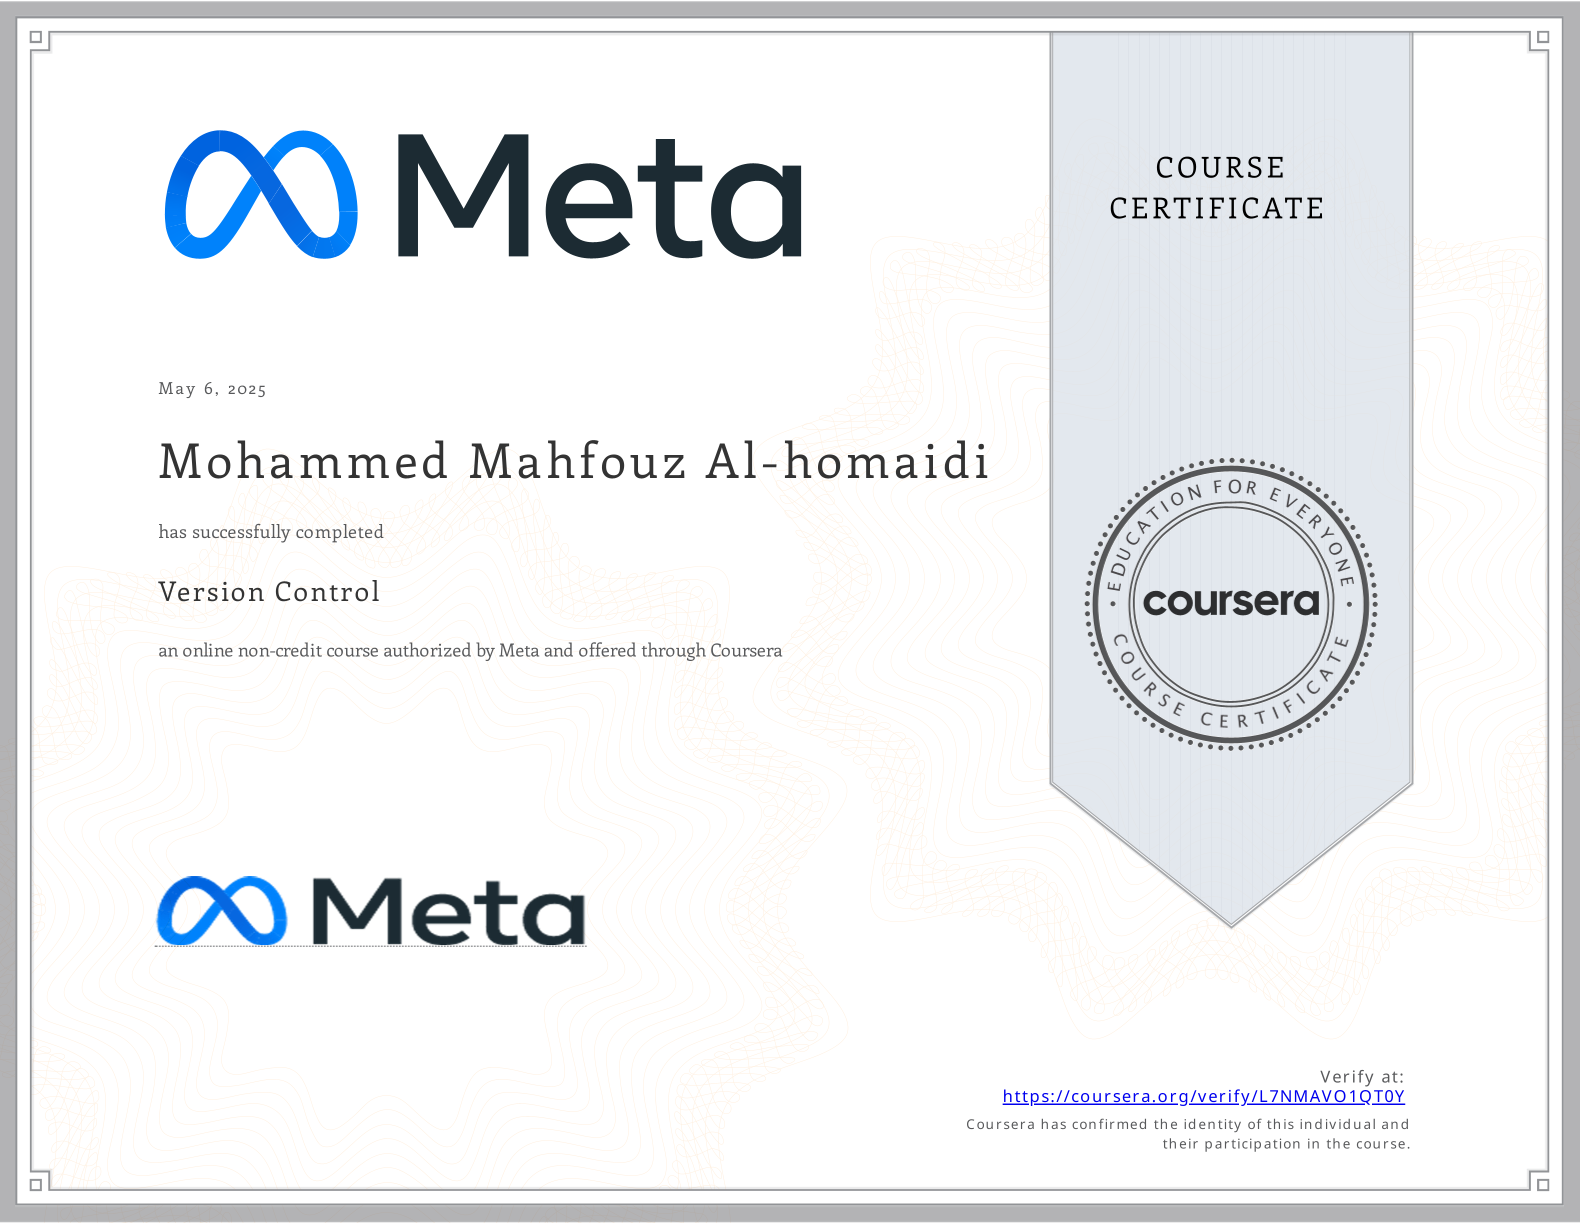 Meta
COURSE
CERTIFICATE
May 6, 2025
Mohammed Mahfouz Al-homaidi
has successfully completed
Version Control
an online non-credit course authorized by Meta and offered through Coursera
EDUCATION FOR EVERYONE
coursera
COURSE CERTIFICATE
Meta
Verify at:
https://coursera.org/verify/L7NMAVO1QT0Y
Coursera has confirmed the identity of this individual and
their participation in the course.